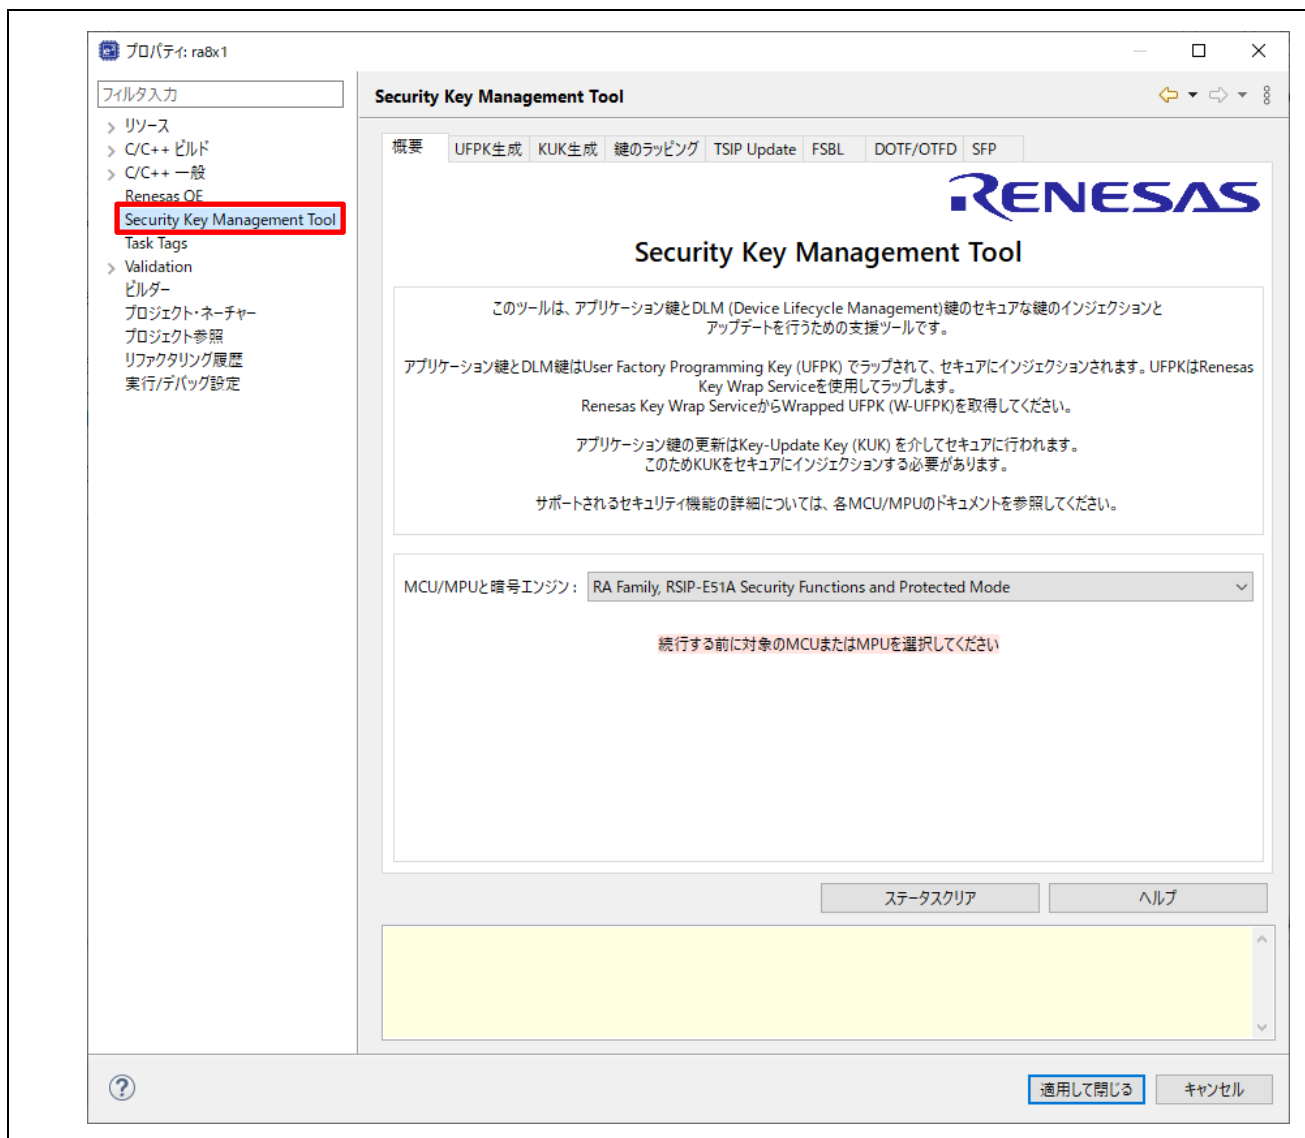 プロパティ: ra8x1
フィルタ入力
リソース
C/C++ ビルド
C/C++ 一般
Renesas QE
Security Key Management Tool
Task Tags
Validation
ビルダー
プロジェクト・ネーチャー
プロジェクト参照
リファクタリング履歴
実行/デバッグ設定
Security Key Management Tool
概要 UFPK生成 KUK生成 鍵のラッピング TSIP Update FSBL DOTF/OTFD SFP
RENESAS
Security Key Management Tool
このツールは、アプリケーション鍵とDLM (Device Lifecycle Management)鍵のセキュアな鍵のインジェクションと
アップデートを行うための支援ツールです。
アプリケーション鍵とDLM鍵はUser Factory Programming Key (UFPK) でラップされて、セキュアにインジェクションされます。UFPKはRenesas
Key Wrap Serviceを使用してラップします。
Renesas Key Wrap ServiceからWrapped UFPK (W-UFPK)を取得してください。
アプリケーション鍵の更新はKey-Update Key (KUK) を介してセキュアに行われます。
このためKUKをセキュアにインジェクションする必要があります。
サポートされるセキュリティ機能の詳細については、各MCU/MPUのドキュメントを参照してください。
MCU/MPUと暗号エンジン : RA Family, RSIP-E51A Security Functions and Protected Mode
続行する前に対象のMCUまたはMPUを選択してください
ステータスクリア ヘルプ
適用して閉じる キャンセル